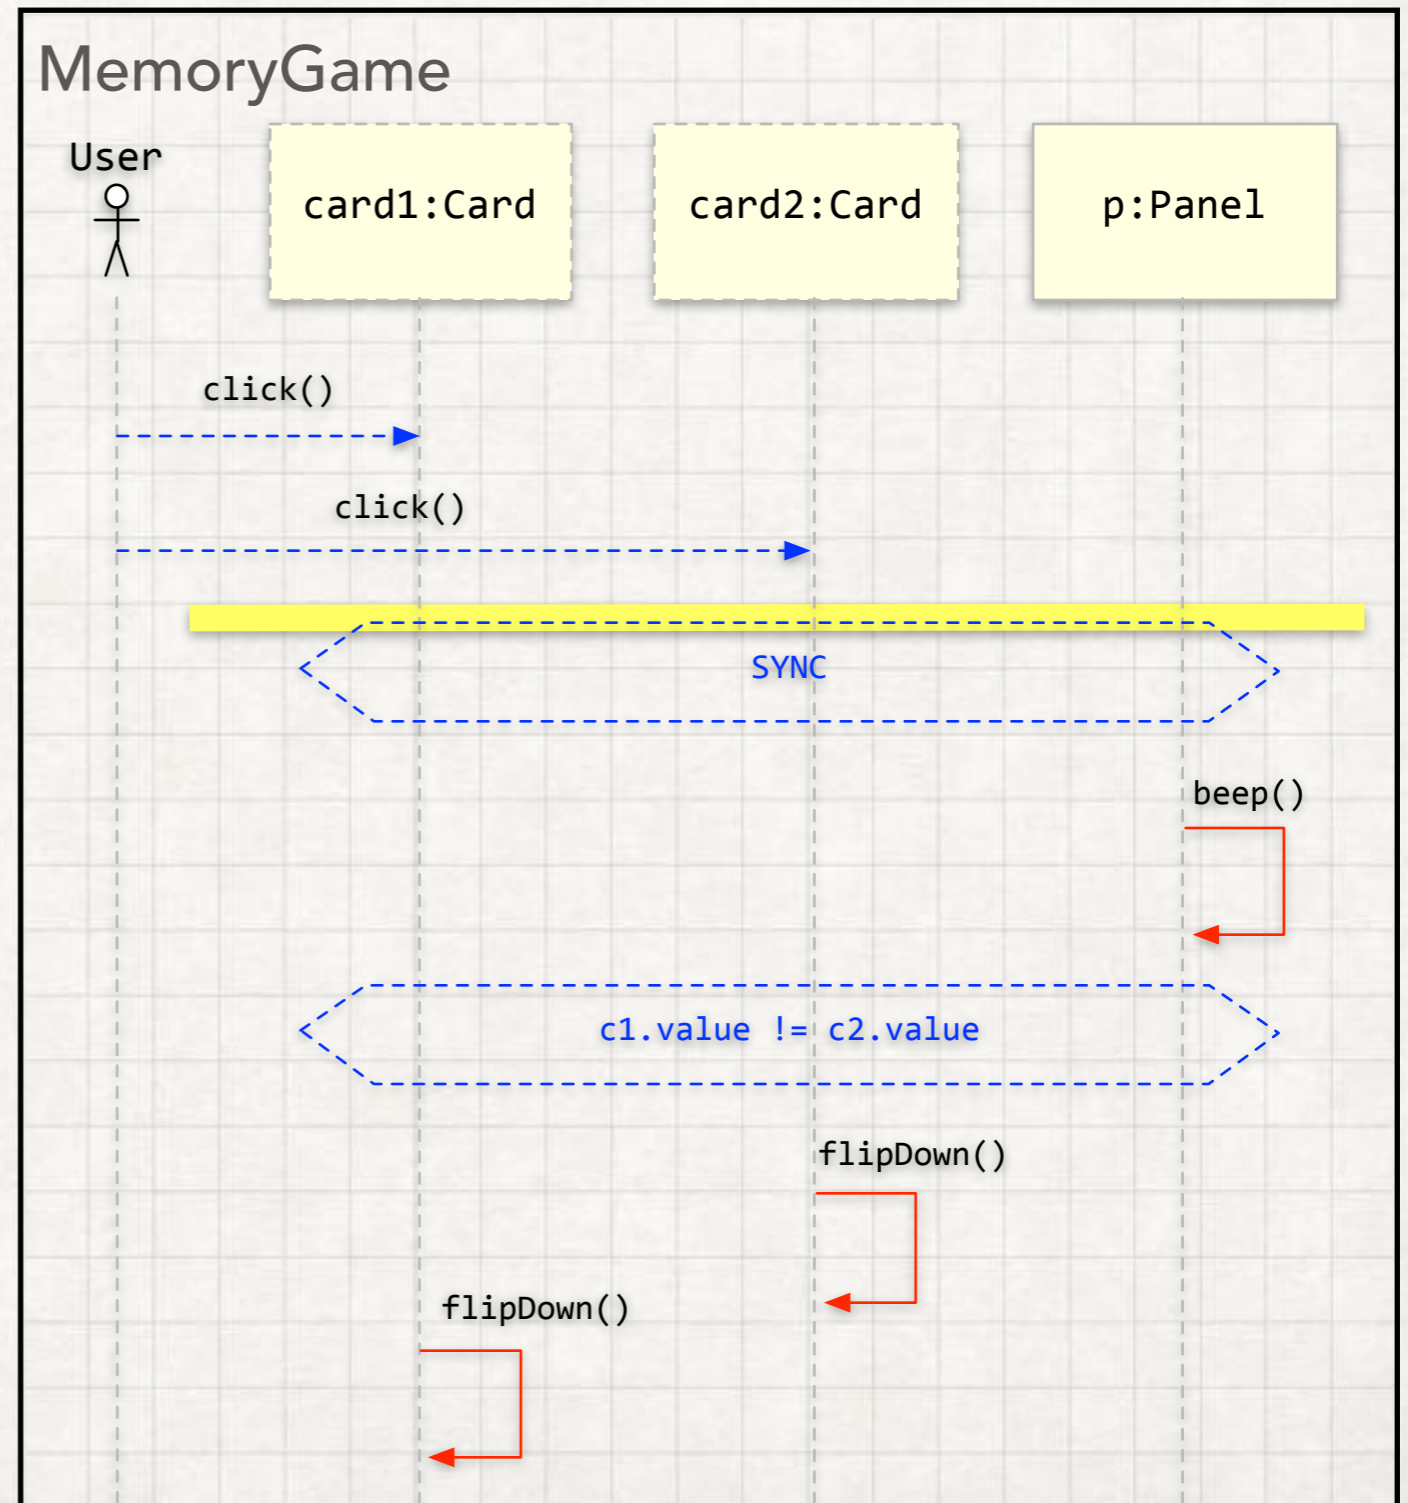 MemoryGame
User
card1:Card
card2:Card
p:Panel
click()
click()
SYNC
beep()
c1.value != c2.value
flipDown()
flipDown()